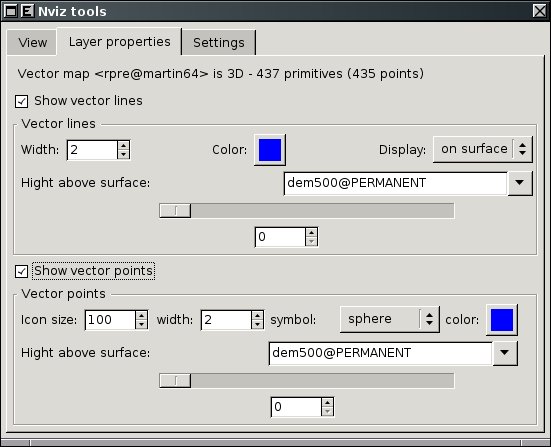 Nviz tools
View Layer properties Settings
Vector map <rpre@martin64> is 3D - 437 primitives (435 points)
Show vector lines
Vector lines
Width: 2 Color: Display: on surface
Hight above surface: dem500@PERMANENT
0
Show vector points
Vector points
Icon size: 100 width: 2 symbol: sphere color:
Hight above surface: dem500@PERMANENT
0